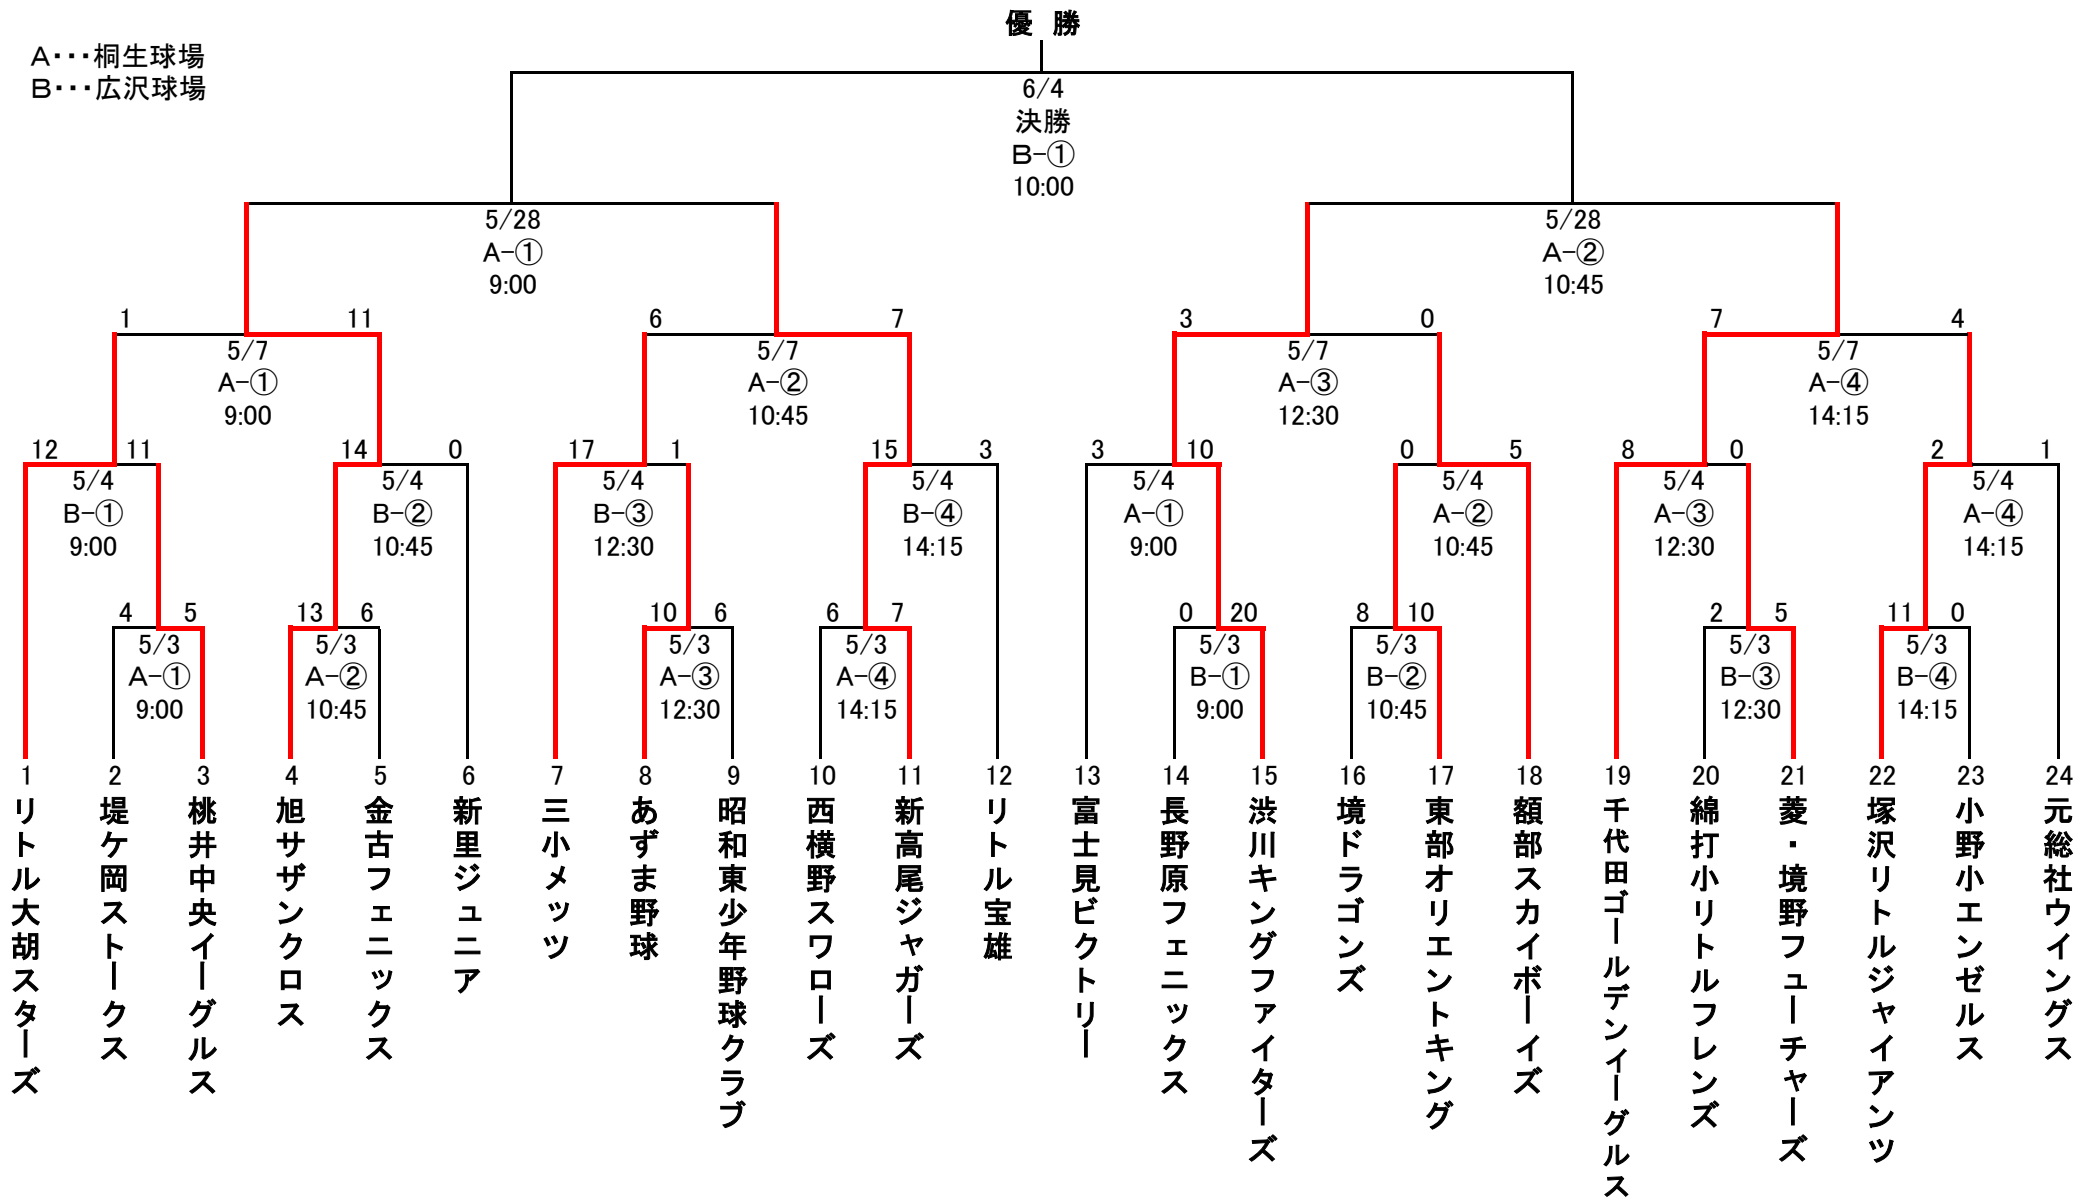 優 勝
A・・・桐生球場
B・・・広沢球場
6/4
決勝
B-①
10:00
5/28
A-①
9:00
5/28
A-②
10:45
1 11 6 7 3 0 7 4
5/7 5/7 5/7 5/7
A-① A-② A-③ A-④
9:00 10:45 12:30 14:15
12 11 14 0 17 1 15 3 3 10 0 5 8 0 2 1
5/4 5/4 5/4 5/4 5/4 5/4 5/4 5/4
B-① B-② B-③ B-④ A-① A-② A-③ A-④
9:00 10:45 12:30 14:15 9:00 10:45 12:30 14:15
4 5 13 6 10 6 6 7 0 20 8 10 2 5 11 0
5/3 5/3 5/3 5/3 5/3 5/3 5/3 5/3
A-① A-② A-③ A-④ B-① B-② B-③ B-④
9:00 10:45 12:30 14:15 9:00 10:45 12:30 14:15
1 2 3 4 5 6 7 8 9 10 11 12 13 14 15 16 17 18 19 20 21 22 23 24
リトル大胡スターズ
堤ケ岡ストークス
桃井中央イーグルス
旭サザンクロス
金古フェニックス
新里ジュニア
三小メッツ
あずま野球
昭和東少年野球クラブ
西横野スワローズ
新高尾ジャガーズ
リトル宝雄
富士見ビクトリー
長野原フェニックス
渋川キングファイターズ
境ドラゴンズ
東部オリエントキング
額部スカイボーイズ
千代田ゴールデンイーグルス
綿打小リトルフレンズ
菱・境野フューチャーズ
塚沢リトルジャイアンツ
小野小エンゼルス
元総社ウイングス